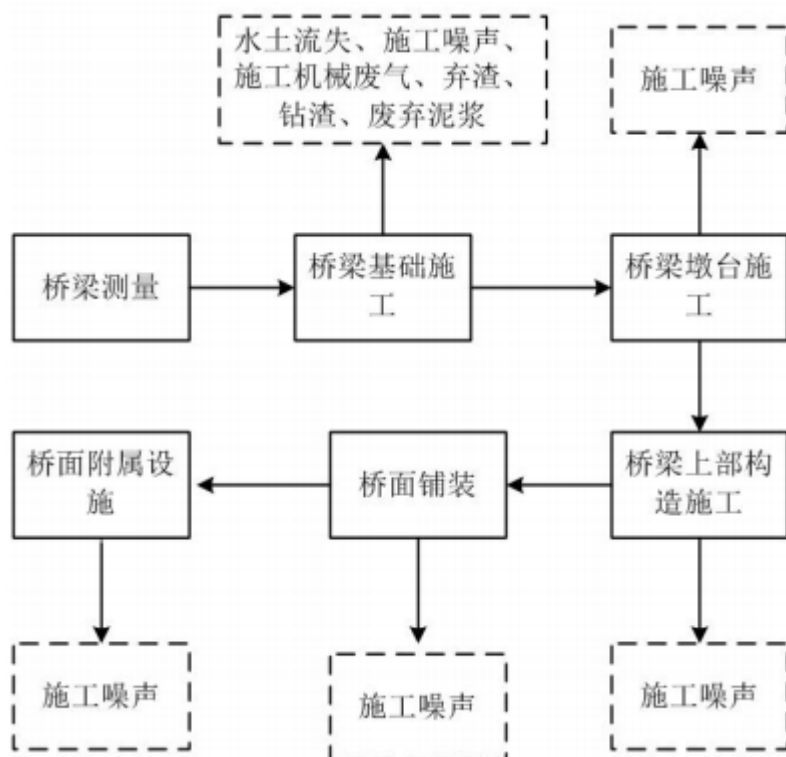 水土流失、施工噪声、
施工机械废气、弃渣、
钻渣、废弃泥浆
施工噪声
桥梁测量
桥梁基础施
工
桥梁墩台施
工
桥面附属设
施
桥面铺装
桥梁上部构
造施工
施工噪声
施工噪声
施工噪声